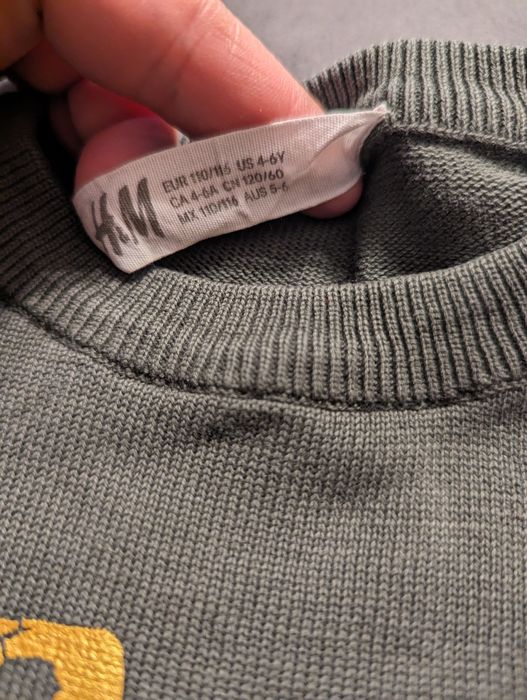 H&M
EUR 110/116 US 4-6Y
CA 4-6A CN 120/60
MX 110/116 AUS 5-6